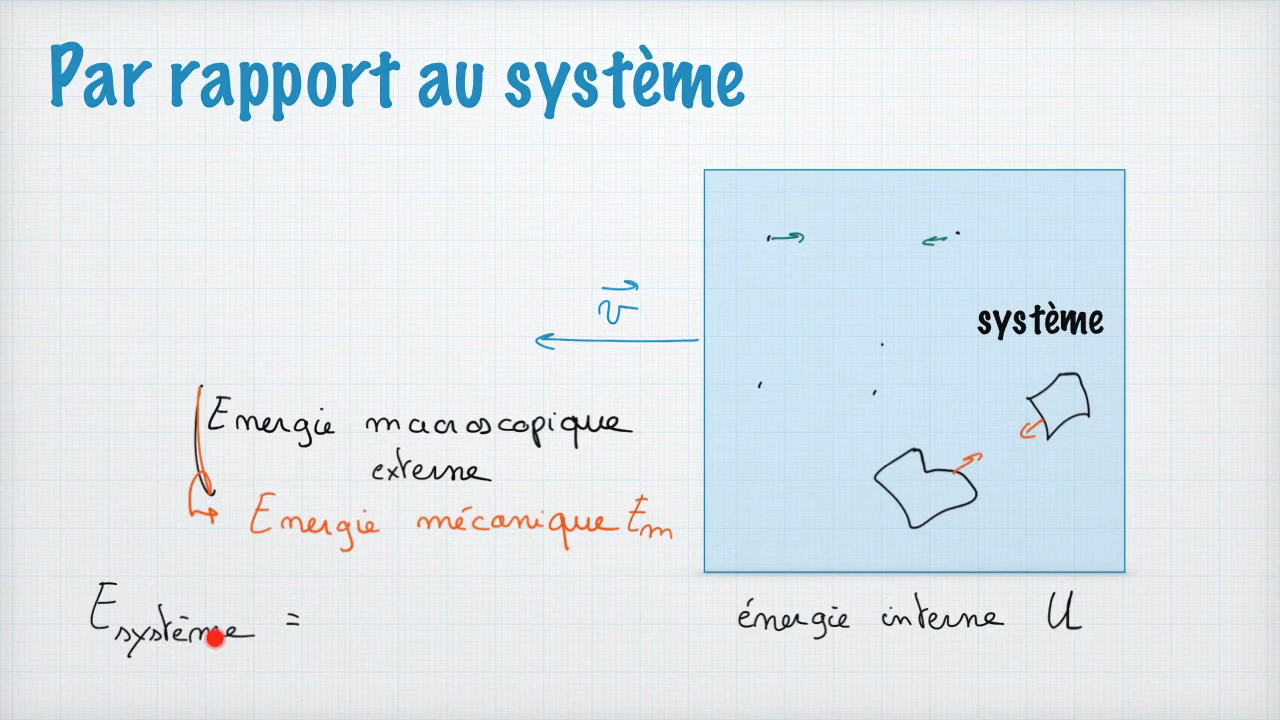 Par rapport au système
v
système
Energie macroscopique
externe
Energie mécanique Em
Esystème =
énergie interne U